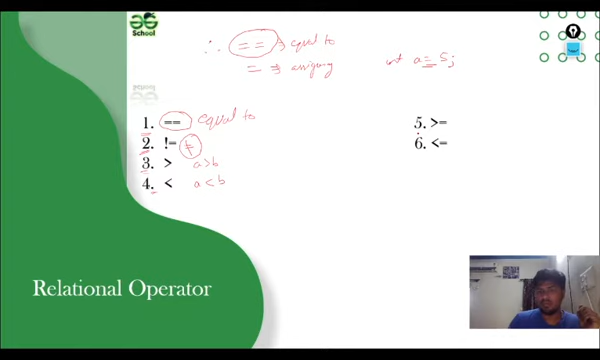 School
∴ == ⇒ equal to
= ⇒ assigning
int a = 5;
1. == equal to
2. != ≠
3. > a>b
4. < a<b
5. >=
6. <=
Relational Operator